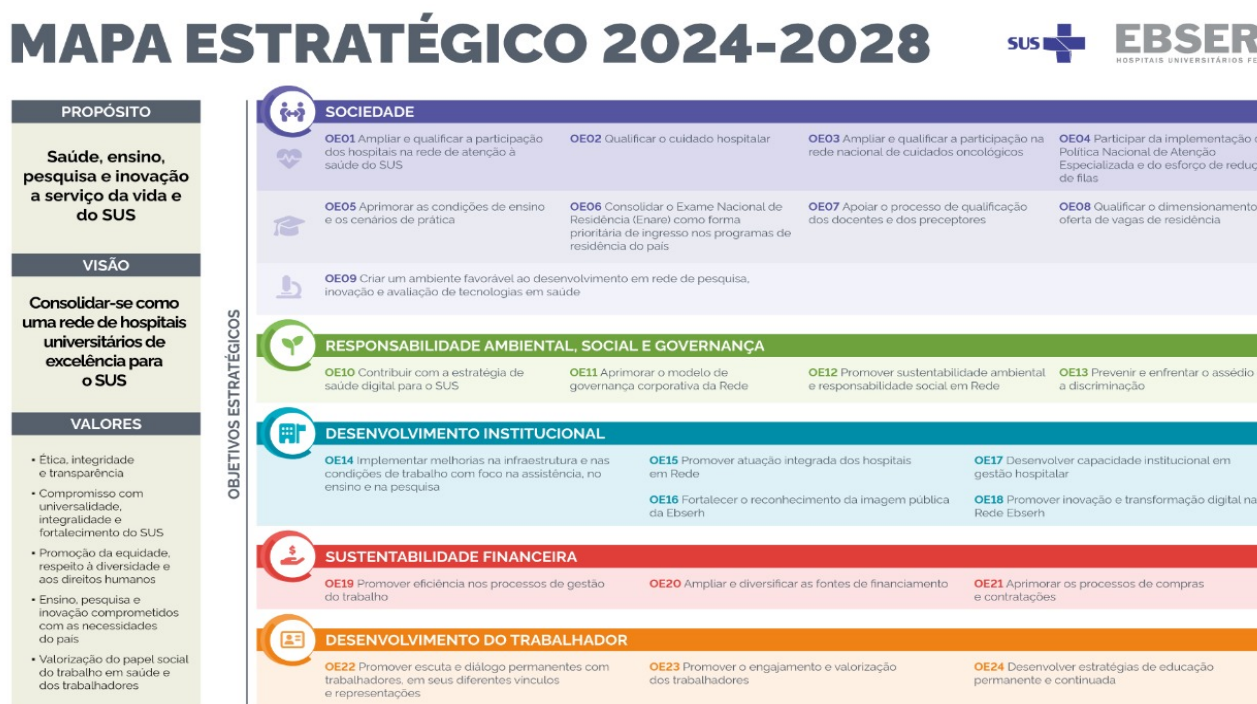 MAPA ESTRATÉGICO 2024-2028
SUS
HOSPITAIS UNIVERSITÁRIOS
PROPÓSITO
Saúde, ensino,
pesquisa e inovação
a serviço da vida e
do SUS
VISÃO
Consolidar-se como
uma rede de hospitais
universitários de
excelência para
o SUS
VALORES
• Ética, integridade
e transparência
• Compromisso com
universalidade,
integralidade e
fortalecimento do SUS
• Promoção da equidade,
respeito à diversidade e
aos direitos humanos
• Ensino, pesquisa e
inovação comprometidos
com as necessidades
do país
• Valorização do papel social
do trabalho em saúde e
dos trabalhadores
OBJETIVOS ESTRATÉGICOS
SOCIEDADE
OE01 Ampliar e qualificar a participação
dos hospitais na rede de atenção à
saúde do SUS
OE02 Qualificar o cuidado hospitalar
OE03 Ampliar e qualificar a participação na
rede nacional de cuidados oncológicos
OE04 Participar da implementação
Política Nacional de Atenção
Especializada e do esforço de
de filas
OE05 Aprimorar as condições de ensino
e os cenários de prática
OE06 Consolidar o Exame Nacional de
Residência (Enare) como forma
prioritária de ingresso nos programas de
residência do país
OE07 Apoiar o processo de qualificação
dos docentes e dos preceptores
OE08 Qualificar o dimensionamento
oferta de vagas de residência
OE09 Criar um ambiente favorável ao desenvolvimento em rede de pesquisa,
inovação e avaliação de tecnologias em saúde
RESPONSABILIDADE AMBIENTAL, SOCIAL E GOVERNANÇA
OE10 Contribuir com a estratégia de
saúde digital para o SUS
OE11 Aprimorar o modelo de
governança corporativa da Rede
OE12 Promover sustentabilidade ambiental
e responsabilidade social em Rede
OE13 Prevenir e enfrentar o assédio
a discriminação
DESENVOLVIMENTO INSTITUCIONAL
OE14 Implementar melhorias na infraestrutura e nas
condições de trabalho com foco na assistência, no
ensino e na pesquisa
OE15 Promover atuação integrada dos hospitais
em Rede
OE16 Fortalecer o reconhecimento da imagem pública
da Ebserh
OE17 Desenvolver capacidade institucional em
gestão hospitalar
OE18 Promover inovação e transformação digital na
Rede Ebserh
SUSTENTABILIDADE FINANCEIRA
OE19 Promover eficiência nos processos de gestão
do trabalho
OE20 Ampliar e diversificar as fontes de financiamento
OE21 Aprimorar os processos de compras
e contratações
DESENVOLVIMENTO DO TRABALHADOR
OE22 Promover escuta e diálogo permanentes com
trabalhadores, em seus diferentes vínculos
e representações
OE23 Promover o engajamento e valorização
dos trabalhadores
OE24 Desenvolver estratégias de educação
permanente e continuada